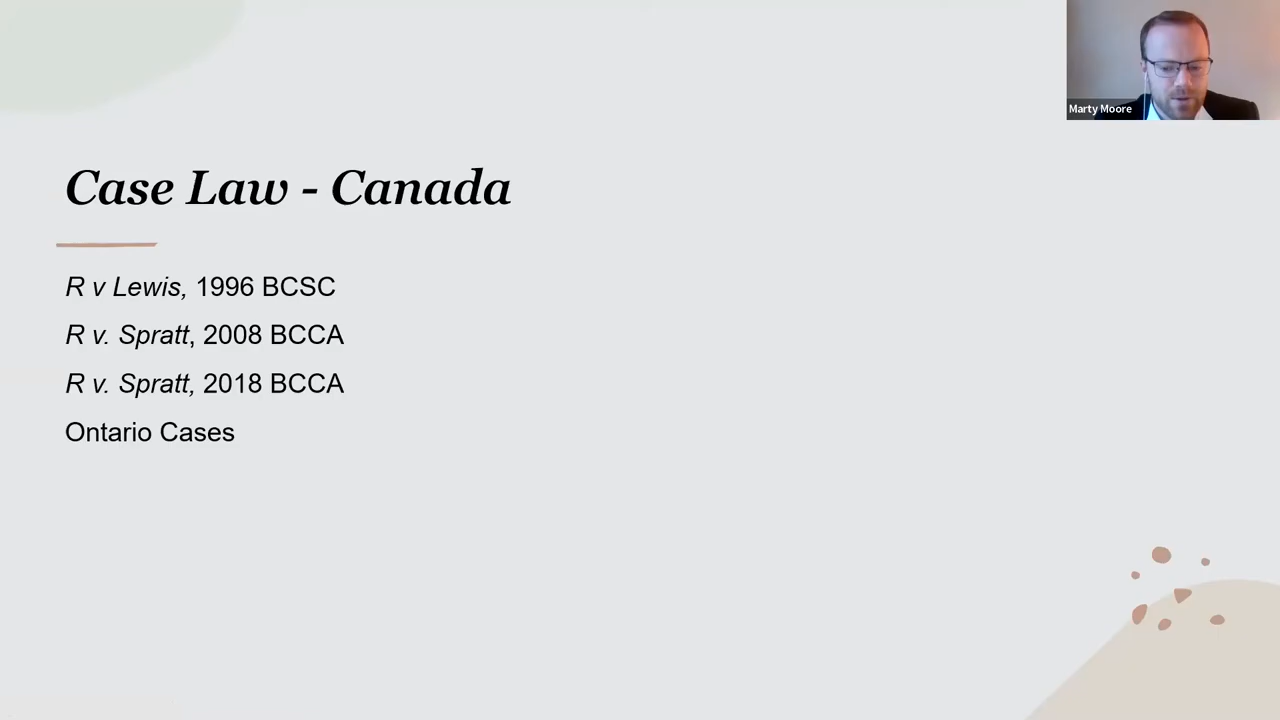 Marty Moore
Case Law - Canada
R v Lewis, 1996 BCSC
R v. Spratt, 2008 BCCA
R v. Spratt, 2018 BCCA
Ontario Cases